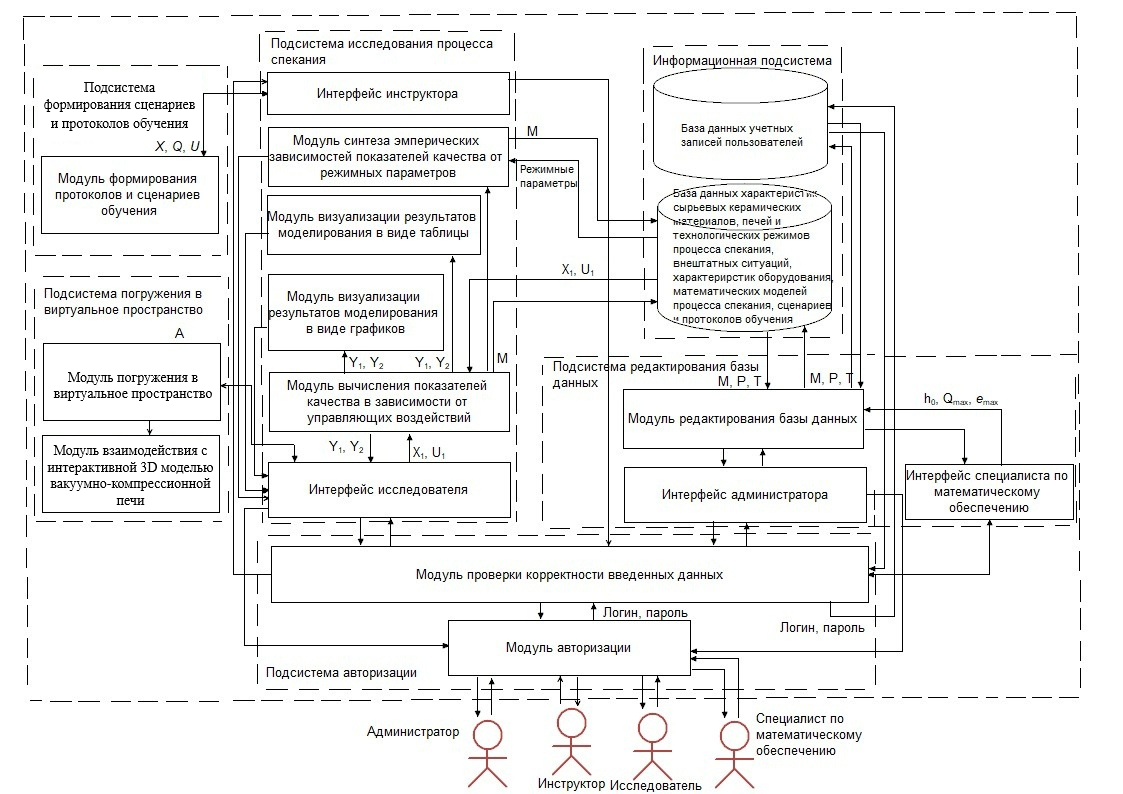 Подсистема исследования процесса
спекания
Интерфейс инструктора
Модуль синтеза эмперических
зависимостей показателей качества от
режимных параметров
Модуль визуализации результатов
моделирования в виде таблицы
Модуль визуализации
результатов моделирования
в виде графиков
Y1, Y2
Y1, Y2
M
Модуль вычисления показателей
качества в зависимости от
управляющих воздействий
Y1, Y2
X1, U1
Интерфейс исследователя
Подсистема
формирования сценариев
и протоколов обучения
X, Q, U
Модуль формирования
протоколов и сценариев
обучения
Подсистема погружения в
виртуальное пространство
A
Модуль погружения в
виртуальное пространство
Модуль взаимодействия с
интерактивной 3D моделью
вакуумно-компрессионной
печи
M
Режимные
параметры
X1, U1
Информационная подсистема
База данных учетных
записей пользователей
База данных характеристик
сырьевых керамических
материалов, печей и
технологических режимов
процесса спекания,
внештатных ситуаций,
характерирстик оборудования,
математических моделей
процесса спекания, сценариев
и протоколов обучения
Подсистема редактирования базы
данных
M, P, T
M, P, T
Модуль редактирования базы данных
h0, Qmax, emax
Интерфейс администратора
Интерфейс специалиста по
математическому
обеспечению
Модуль проверки корректности введенных данных
Логин, пароль
Логин, пароль
Модуль авторизации
Подсистема авторизации
Администратор
Инструктор
Исследователь
Специалист по
математическому
обеспечению